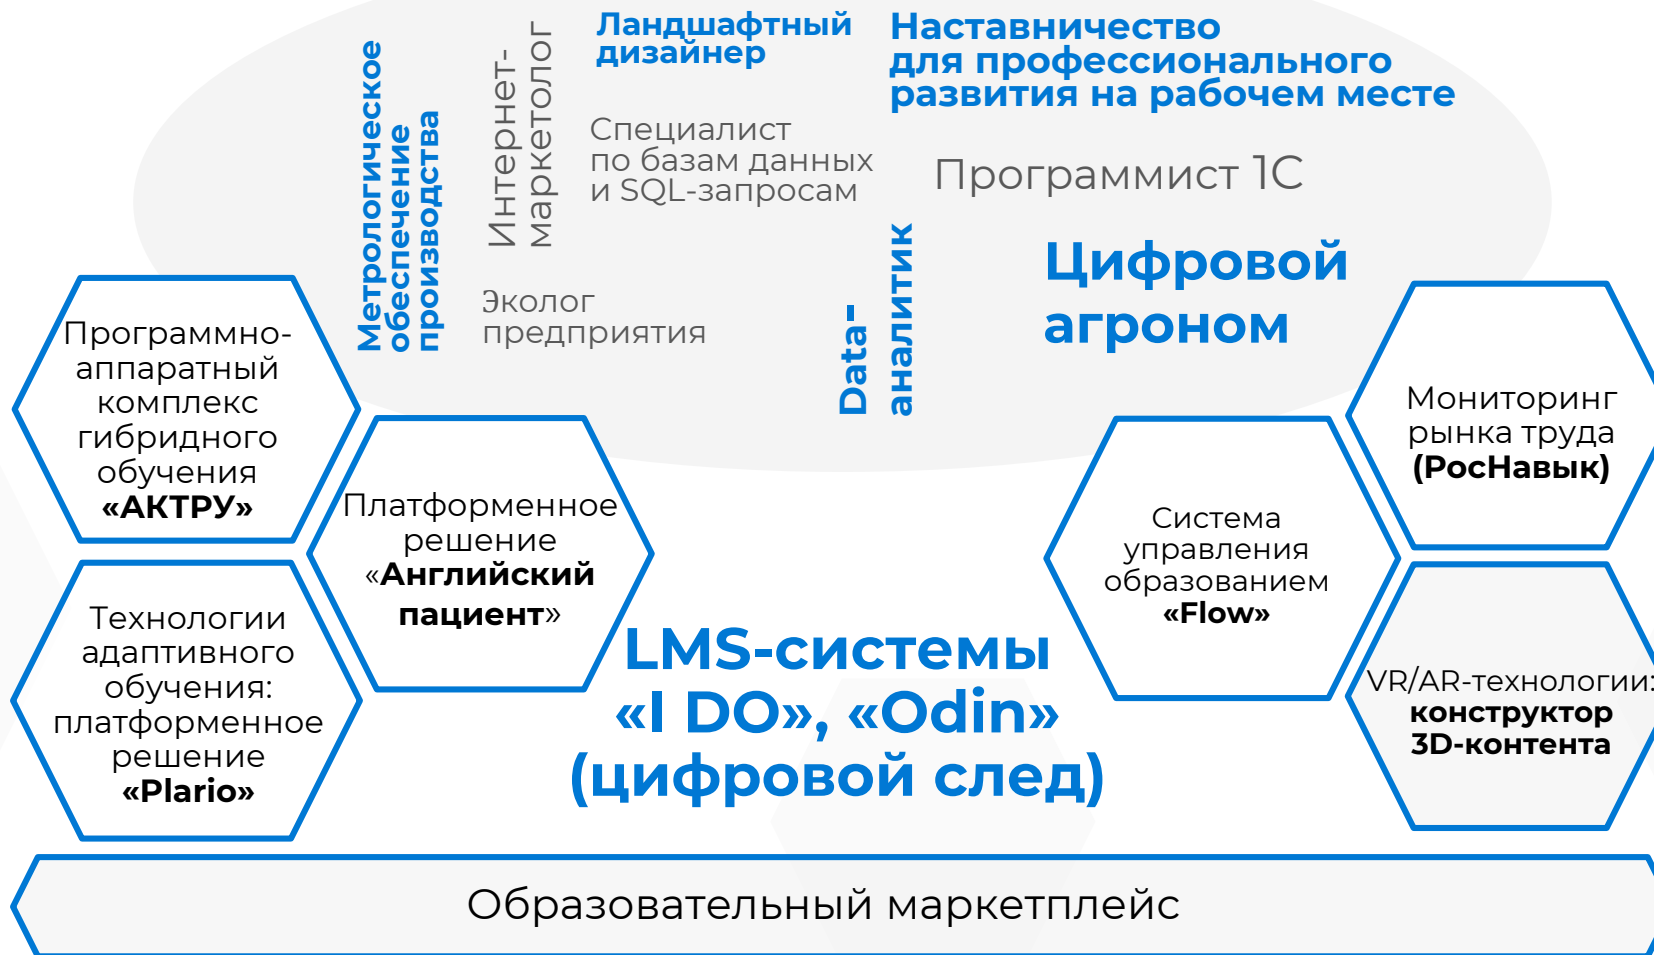 Метрологическое
обеспечение
производства
Интернет-
маркетолог
Ландшафтный
дизайнер
Наставничество
для профессионального
развития на рабочем месте
Специалист
по базам данных
и SQL-запросам
Программист 1С
Эколог
предприятия
Data-
аналитик
Цифровой
агроном
Программно-
аппаратный
комплекс
гибридного
обучения
«АКТРУ»
Платформенное
решение
«Английский
пациент»
Технологии
адаптивного
обучения:
платформенное
решение
«Plario»
LMS-системы
«I DO», «Odin»
(цифровой след)
Система
управления
образованием
«Flow»
Мониторинг
рынка труда
(РосНавык)
VR/AR-технологии:
конструктор
3D-контента
Образовательный маркетплейс